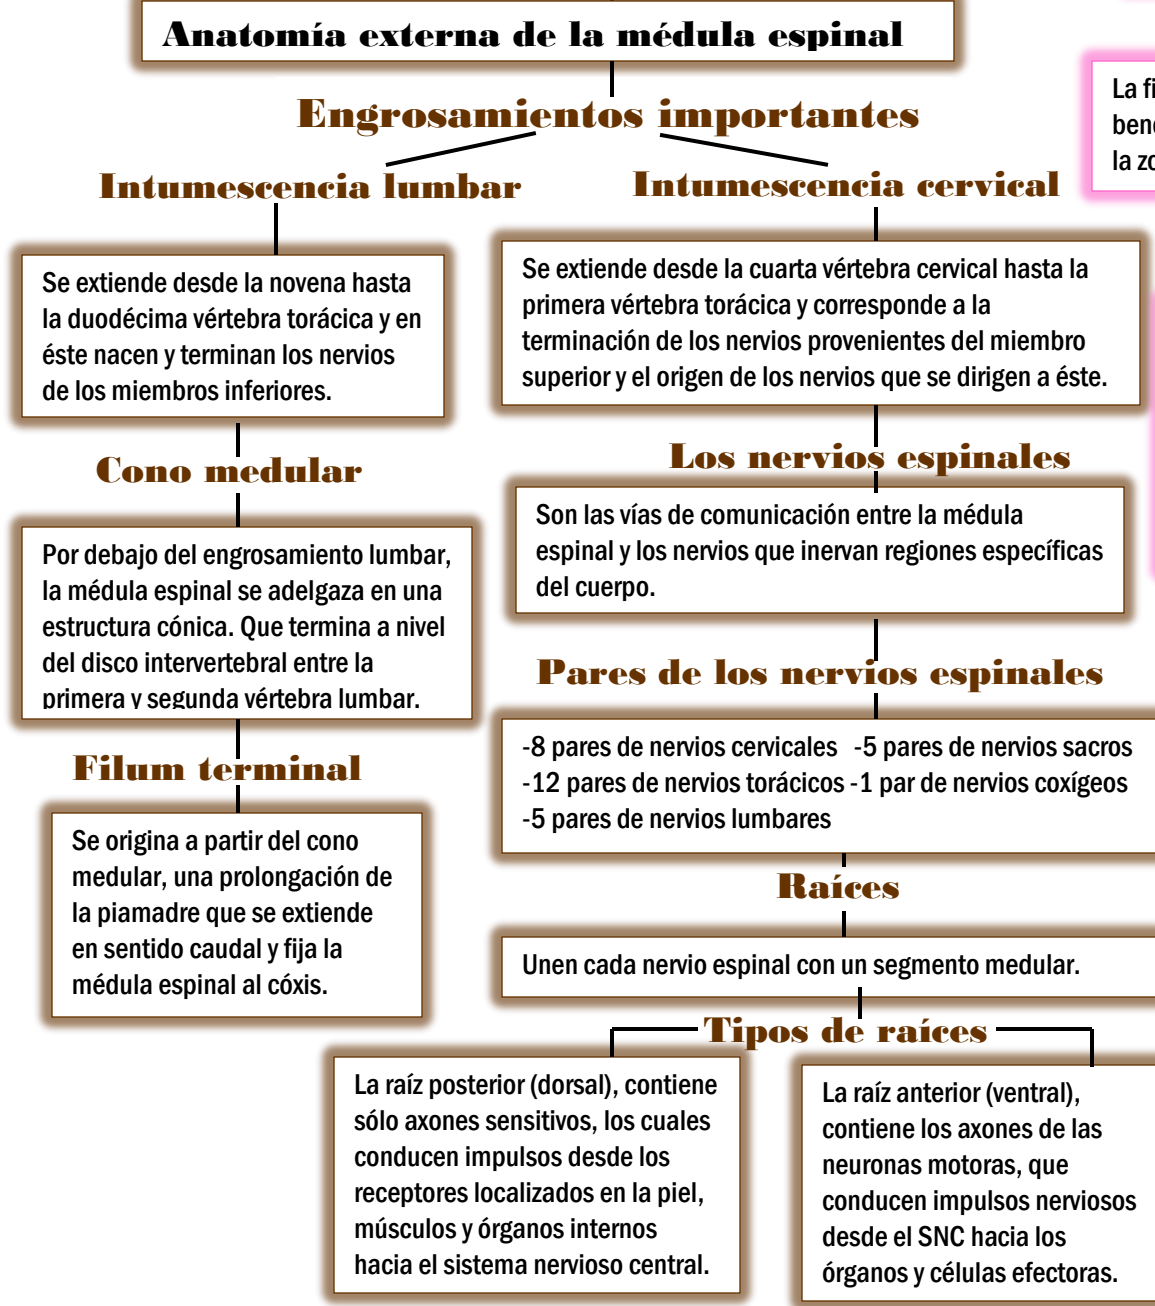 Anatomía externa de la médula espinal
Engrosamientos importantes
Intumescencia lumbar
Se extiende desde la novena hasta
la duodécima vértebra torácica y en
éste nacen y terminan los nervios
de los miembros inferiores.
Cono medular
Por debajo del engrosamiento lumbar,
la médula espinal se adelgaza en una
estructura cónica. Que termina a nivel
del disco intervertebral entre la
primera y segunda vértebra lumbar.
Filum terminal
Se origina a partir del cono
medular, una prolongación de
la piamadre que se extiende
en sentido caudal y fija la
médula espinal al cóxis.
Intumescencia cervical
Se extiende desde la cuarta vértebra cervical hasta la
primera vértebra torácica y corresponde a la
terminación de los nervios provenientes del miembro
superior y el origen de los nervios que se dirigen a éste.
Los nervios espinales
Son las vías de comunicación entre la médula
espinal y los nervios que inervan regiones específicas
del cuerpo.
Pares de los nervios espinales
-8 pares de nervios cervicales -5 pares de nervios sacros
-12 pares de nervios torácicos -1 par de nervios coxígeos
-5 pares de nervios lumbares
Raíces
Unen cada nervio espinal con un segmento medular.
Tipos de raíces
La raíz posterior (dorsal), contiene
sólo axones sensitivos, los cuales
conducen impulsos desde los
receptores localizados en la piel,
músculos y órganos internos
hacia el sistema nervioso central.
La raíz anterior (ventral),
contiene los axones de las
neuronas motoras, que
conducen impulsos nerviosos
desde el SNC hacia los
órganos y células efectoras.
La
la